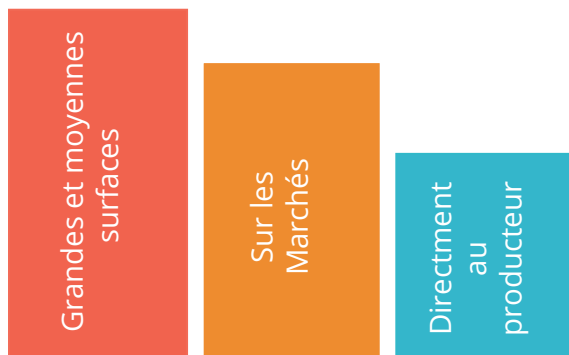 Grandes et moyennes
surfaces
Sur les
Marchés
Directment
au
producteur